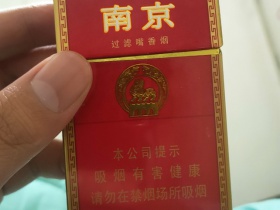 南京
过滤嘴香烟
本公司提示
吸烟有害健康
请勿在禁烟场所吸烟